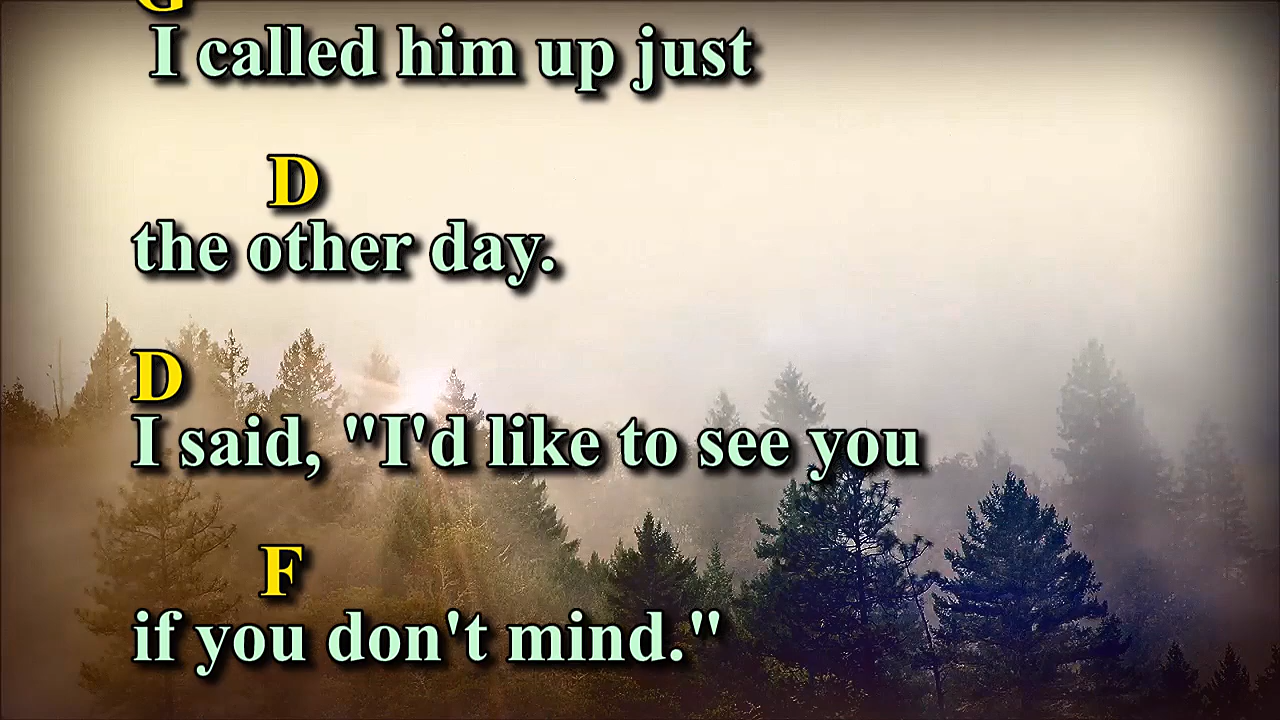 G
I called him up just
D
the other day.
D
I said, "I'd like to see you
F
if you don't mind."